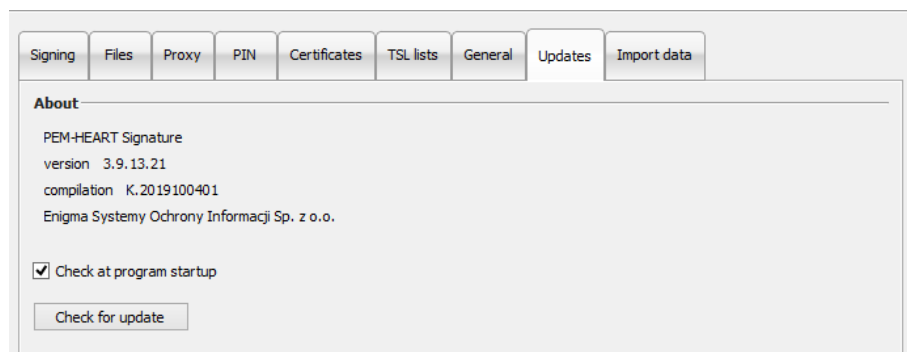 Signing Files Proxy PIN Certificates TSL lists General Updates Import data
About
PEM-HEART Signature
version 3.9.13.21
compilation K.2019100401
Enigma Systemy Ochrony Informacji Sp. z o.o.
Check at program startup
Check for update